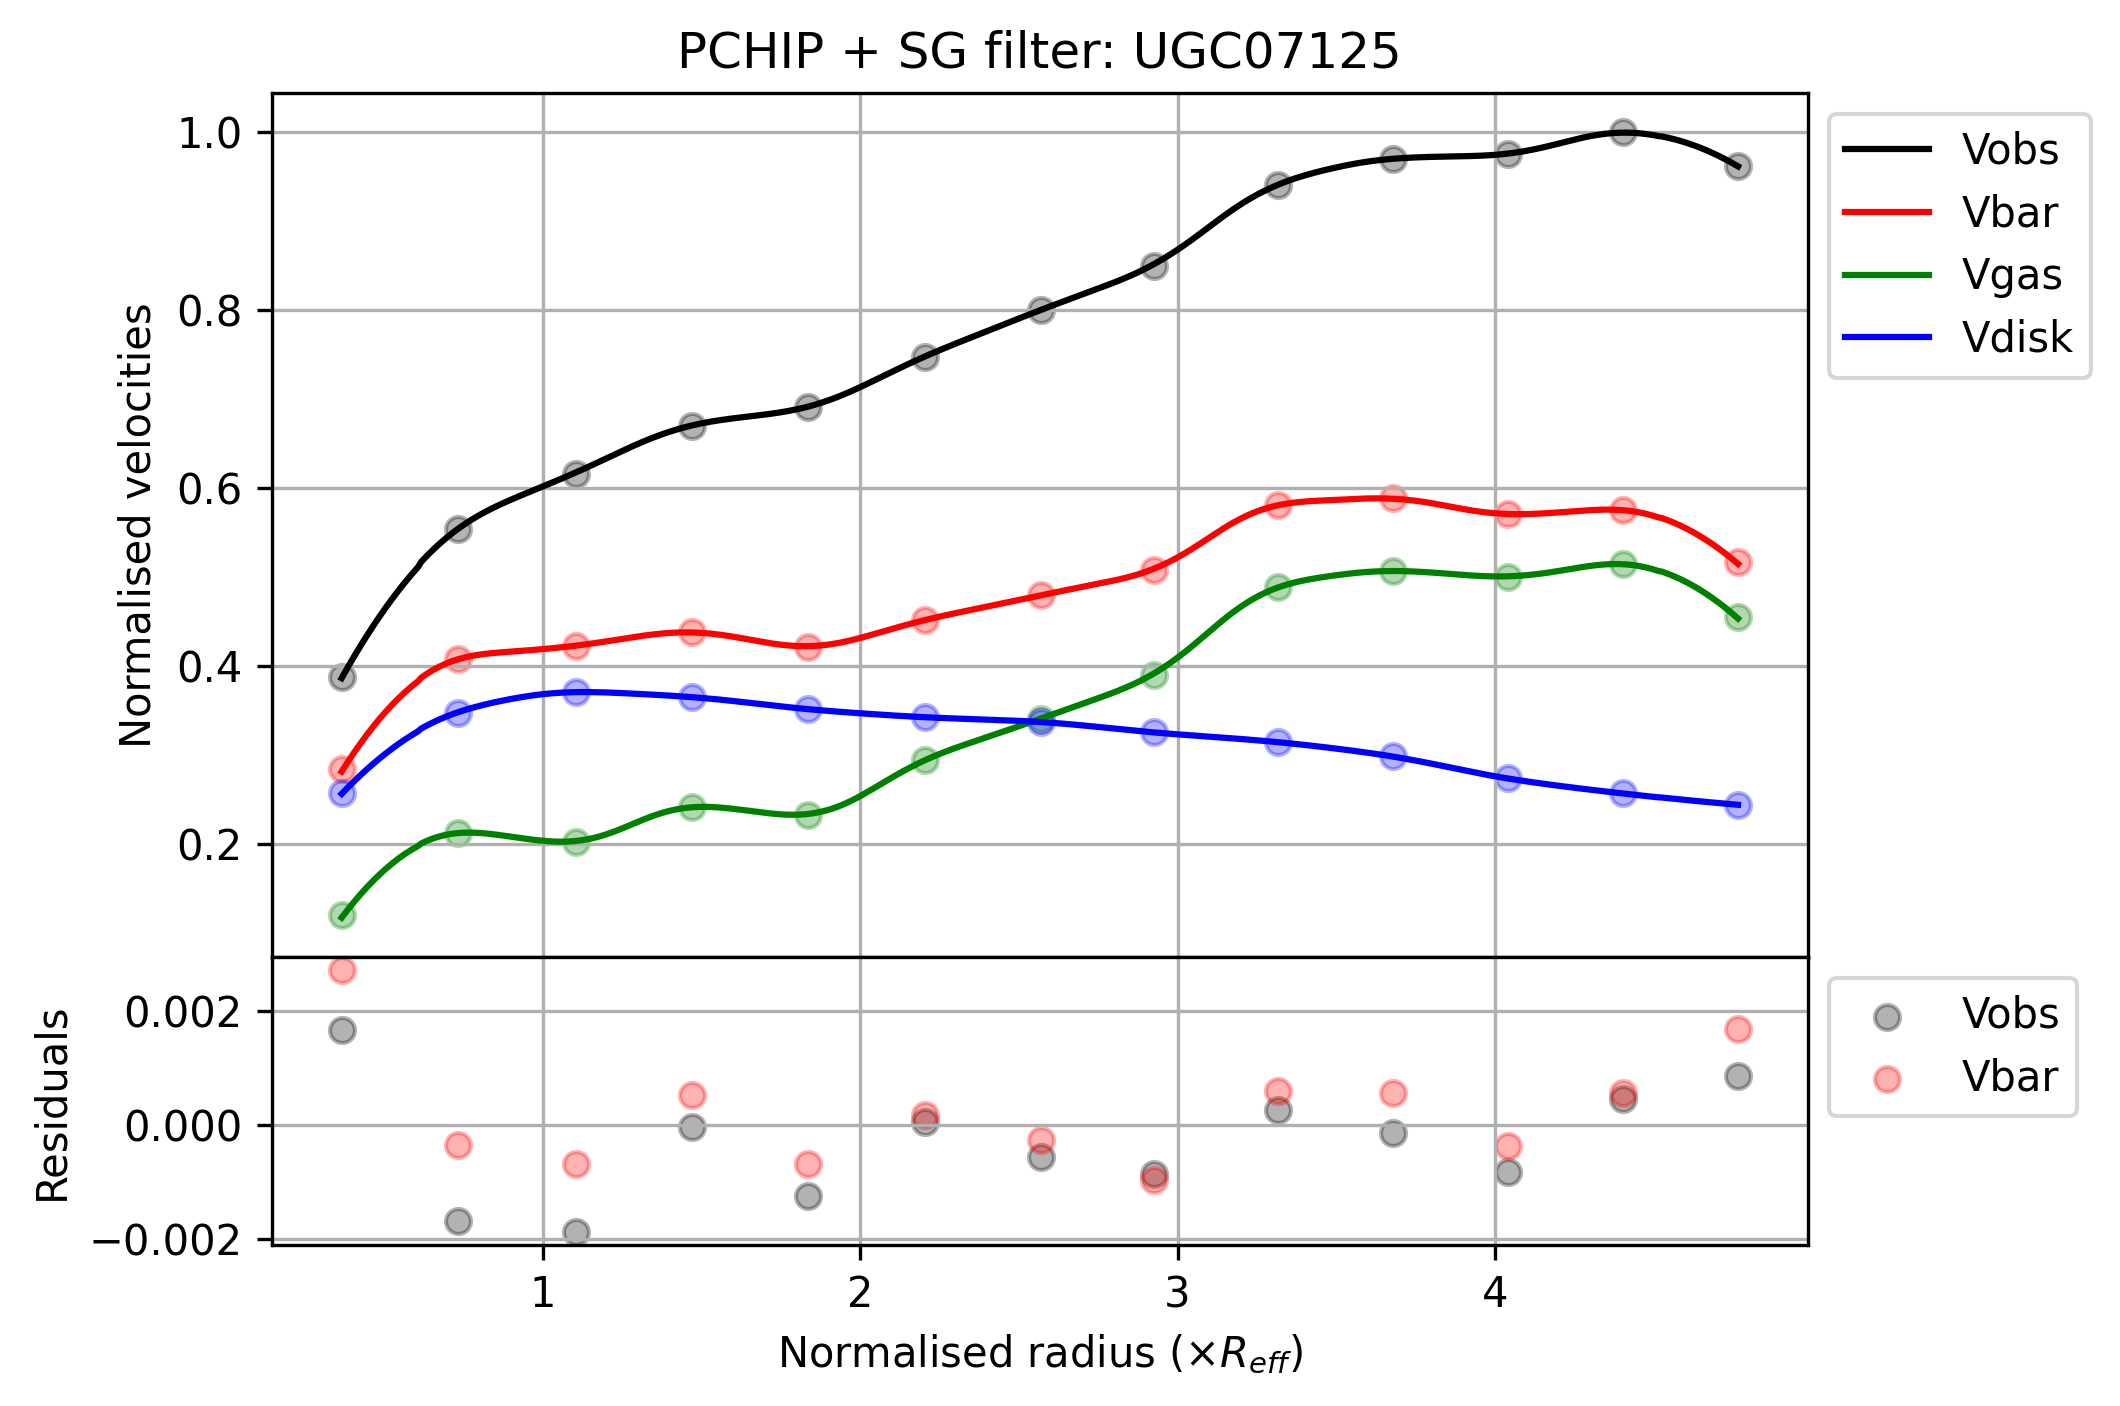 PCHIP + SG filter: UGC07125
Normalised velocities
1.0
0.8
0.6
0.4
0.2
Vobs
Vbar
Vgas
Vdisk
Residuals
0.002
0.000
−0.002
Vobs
Vbar
1 2 3 4
Normalised radius (×R_eff)